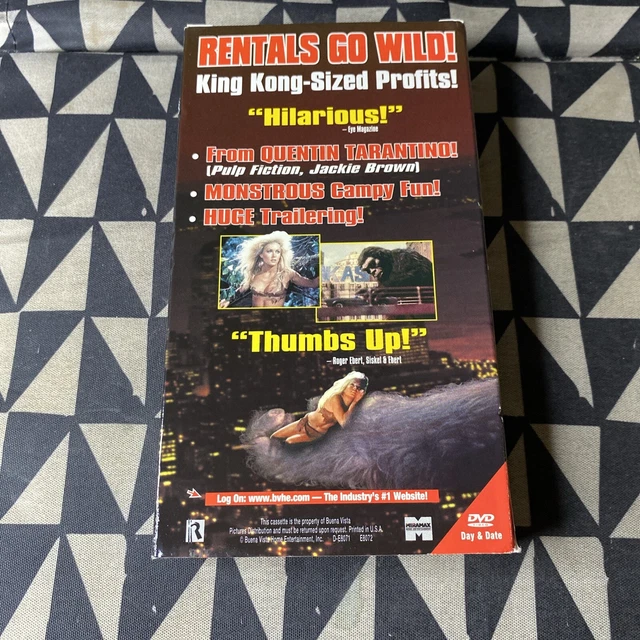 RENTALS GO WILD!
King Kong-Sized Profits!
“Hilarious!”
– Eye Magazine
• From QUENTIN TARANTINO!
(Pulp Fiction, Jackie Brown)
• MONSTROUS Campy Fun!
• HUGE Trailering!
“Thumbs Up!”
– Roger Ebert, Siskel & Ebert
Log On: www.bvhe.com — The Industry's #1 Website!
This cassette is the property of Buena Vista
Pictures Distribution and must be returned upon request. Printed in U.S.A.
© Buena Vista Home Entertainment, Inc. D-E8071 E8072
R
MIRAMAX
M
DVD
Day & Date